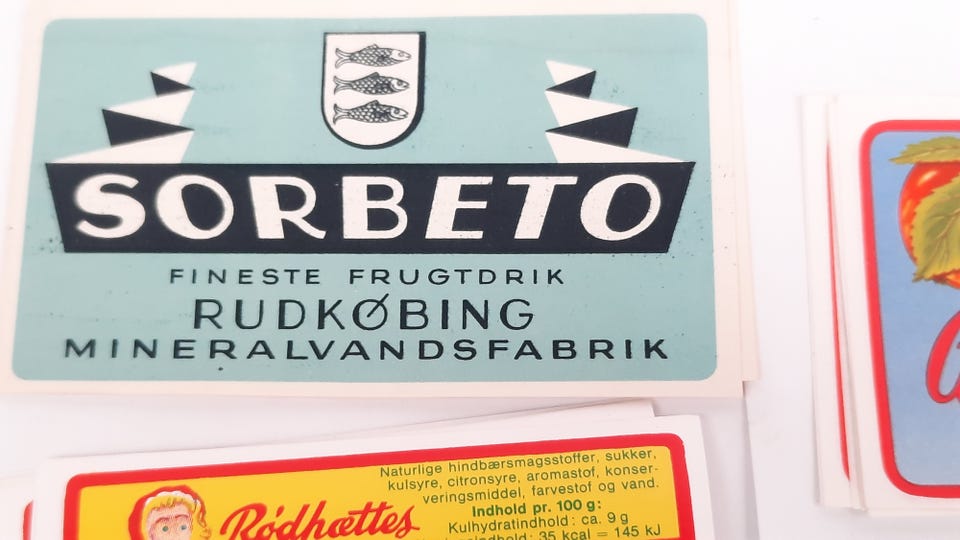 SORBETO
FINESTE FRUGTDRIK
RUDKØBING
MINERALVANDSFABRIK
Naturlige hindbærsmagsstoffer, sukker,
kulsyre, citronsyre, aromastof, konser-
veringsmiddel, farvestof og vand.
Indhold pr. 100 g:
Kulhydratindhold: ca. 9 g
35 kcal = 145 kJ
Rødhættes